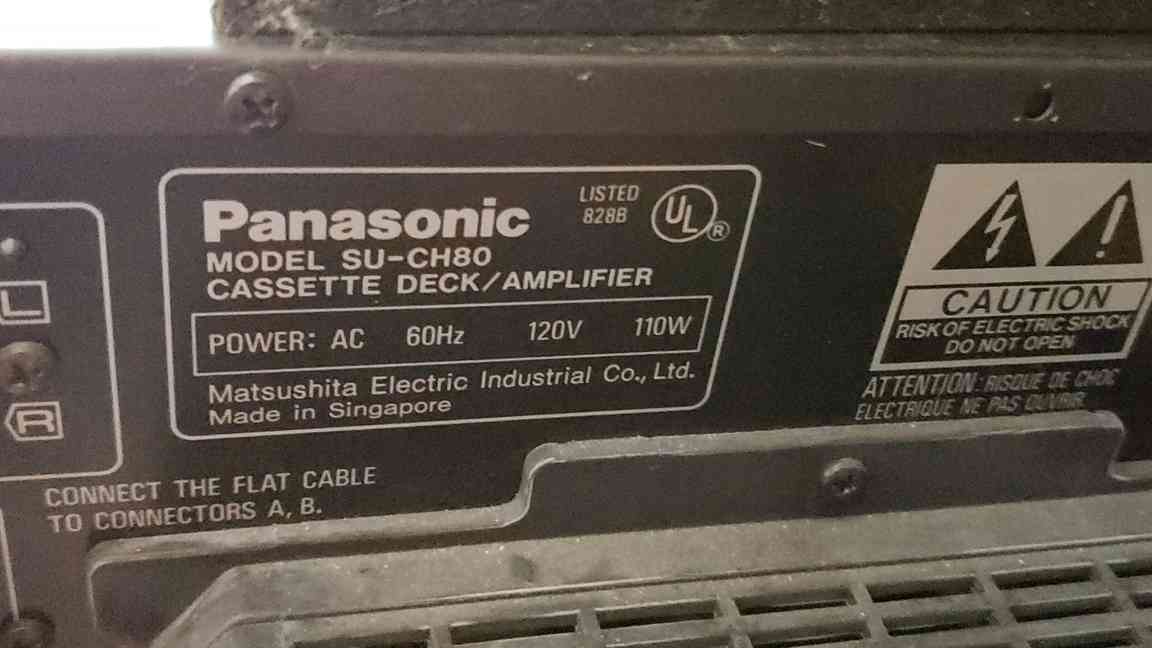 Panasonic
LISTED
828B
UL®
MODEL SU-CH80
CASSETTE DECK/AMPLIFIER
POWER: AC 60Hz 120V 110W
Matsushita Electric Industrial Co., Ltd.
Made in Singapore
L
R
CONNECT THE FLAT CABLE
TO CONNECTORS A, B.
CAUTION
RISK OF ELECTRIC SHOCK
DO NOT OPEN
ATTENTION: RISQUE DE CHOC
ELECTRIQUE NE PAS OUVRIR